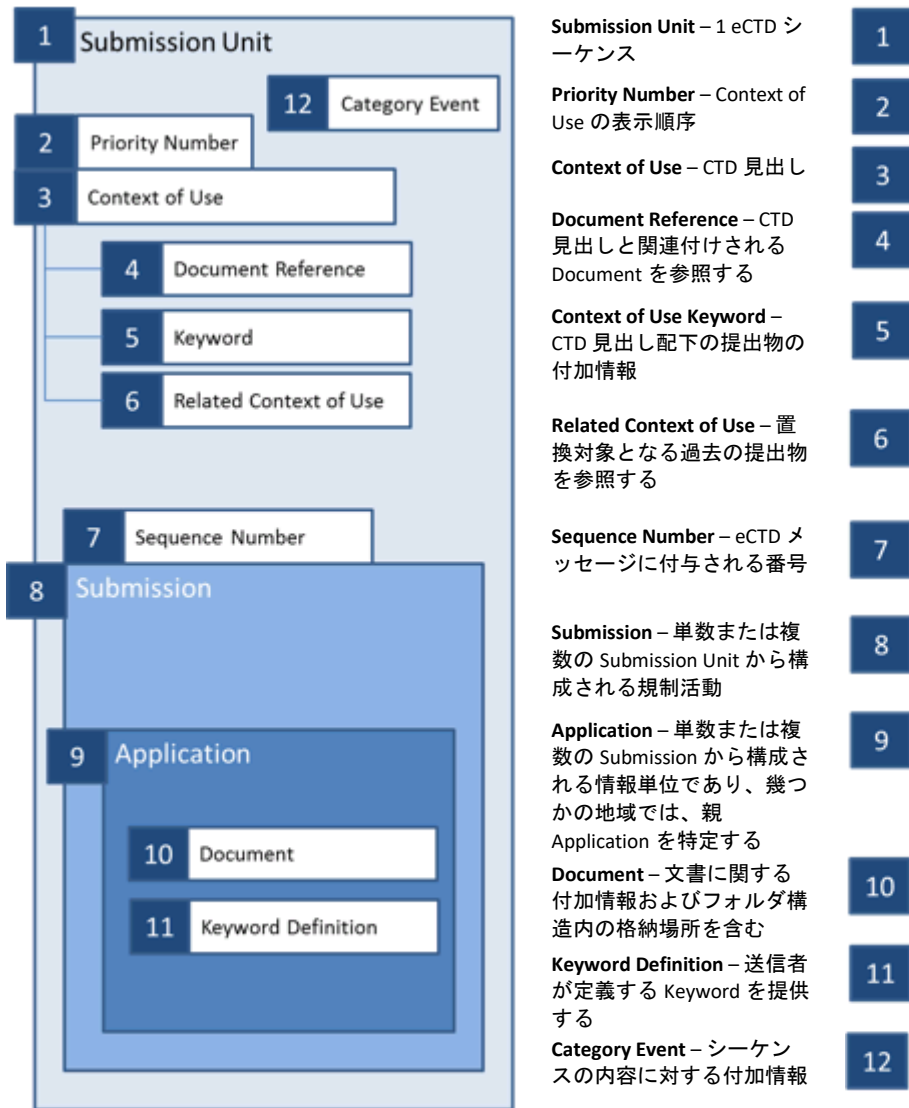 1
Submission Unit
12
Category Event
2
Priority Number
3
Context of Use
4
Document Reference
5
Keyword
6
Related Context of Use
7
Sequence Number
8
Submission
9
Application
10
Document
11
Keyword Definition
Submission Unit – 1 eCTD シ
ーケンス
1
Priority Number – Context of
Use の表示順序
2
Context of Use – CTD 見出し
3
Document Reference – CTD
見出しと関連付けされる
Document を参照する
4
Context of Use Keyword –
CTD 見出し配下の提出物の
付加情報
5
Related Context of Use – 置
換対象となる過去の提出物
を参照する
6
Sequence Number – eCTD メ
ッセージに付与される番号
7
Submission – 単数または複
数の Submission Unit から構
成される規制活動
8
Application – 単数または複
数の Submission から構成さ
れる情報単位であり、幾つ
かの地域では、親
Application を特定する
9
Document – 文書に関する
付加情報およびフォルダ構
造内の格納場所を含む
10
Keyword Definition – 送信者
が定義する Keyword を提供
する
11
Category Event – シーケン
スの内容に対する付加情報
12